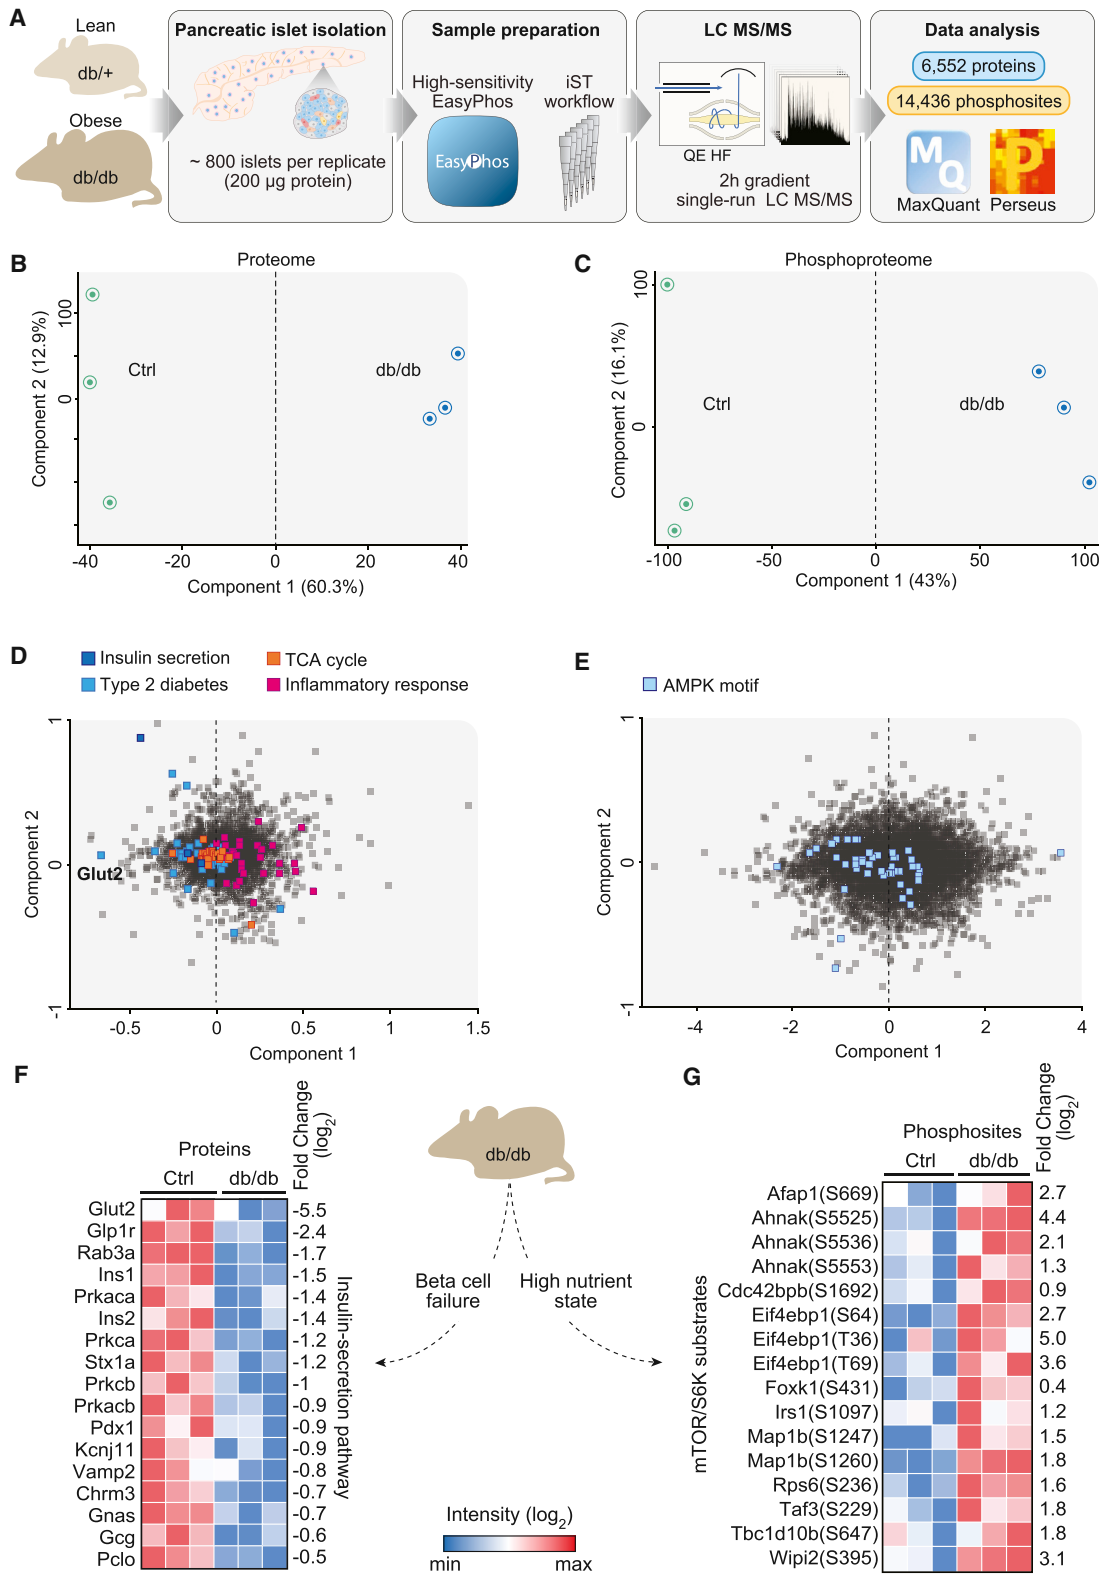 A
Lean
db/+
Obese
db/db
Pancreatic islet isolation
~ 800 islets per replicate
(200 µg protein)
Sample preparation
High-sensitivity
EasyPhos
EasyPhos
iST
workflow
LC MS/MS
QE HF
2h gradient
single-run LC MS/MS
Data analysis
6,552 proteins
14,436 phosphosites
MQ
P
MaxQuant Perseus
B
Proteome
Component 2 (12.9%)
100
0
Ctrl
db/db
-40 -20 0 20 40
Component 1 (60.3%)
C
Phosphoproteome
Component 2 (16.1%)
100
0
Ctrl
db/db
-100 -50 0 50 100
Component 1 (43%)
D
Insulin secretion
TCA cycle
Type 2 diabetes
Inflammatory response
Component 2
1
0
-1
Glut2
-0.5 0 0.5 1 1.5
Component 1
E
AMPK motif
Component 2
1
0
-1
-4 -2 0 2 4
Component 1
F
Proteins
Ctrl db/db
Fold Change
(log2)
Glut2 -5.5
Glp1r -2.4
Rab3a -1.7
Ins1 -1.5
Prkaca -1.4
Ins2 -1.4
Prkca -1.2
Stx1a -1.2
Prkcb -1
Prkacb -0.9
Pdx1 -0.9
Kcnj11 -0.9
Vamp2 -0.8
Chrm3 -0.7
Gnas -0.7
Gcg -0.6
Pclo -0.5
Insulin-secretion pathway
db/db
Beta cell
failure
High nutrient
state
Intensity (log2)
min max
G
Phosphosites
Ctrl db/db
Fold Change
(log2)
mTOR/S6K substrates
Afap1(S669) 2.7
Ahnak(S5525) 4.4
Ahnak(S5536) 2.1
Ahnak(S5553) 1.3
Cdc42bpb(S1692) 0.9
Eif4ebp1(S64) 2.7
Eif4ebp1(T36) 5.0
Eif4ebp1(T69) 3.6
Foxk1(S431) 0.4
Irs1(S1097) 1.2
Map1b(S1247) 1.5
Map1b(S1260) 1.8
Rps6(S236) 1.6
Taf3(S229) 1.8
Tbc1d10b(S647) 1.8
Wipi2(S395) 3.1